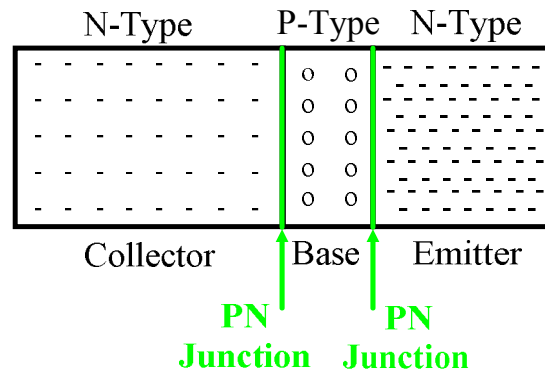 N-Type P-Type N-Type
Collector Base Emitter
PN PN
Junction Junction